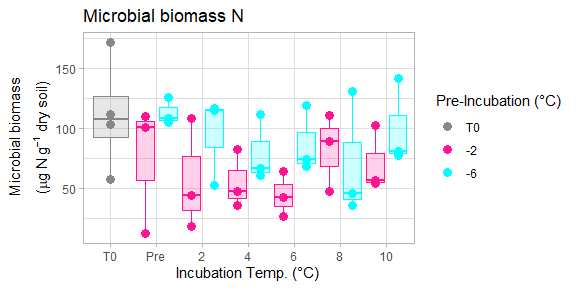 Microbial biomass N
Microbial biomass
(µg N g⁻¹ dry soil)
150
100
50
T0 Pre 2 4 6 8 10
Incubation Temp. (°C)
Pre-Incubation (°C)
T0
-2
-6